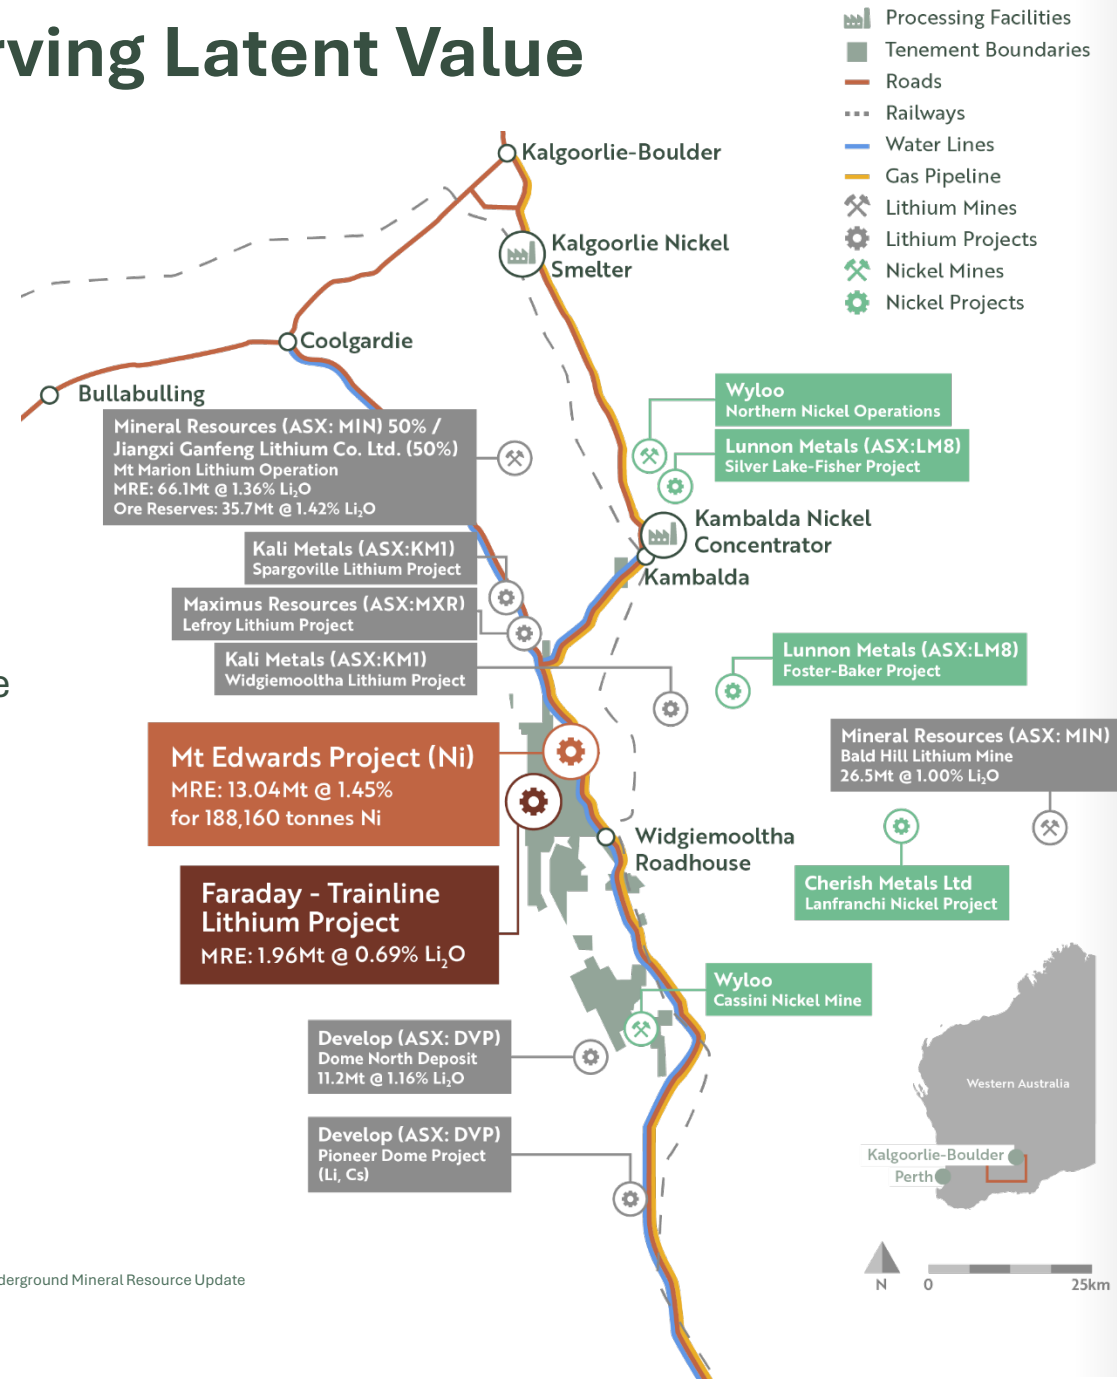 rving Latent Value
Processing Facilities
Tenement Boundaries
Roads
Railways
Water Lines
Gas Pipeline
Lithium Mines
Lithium Projects
Nickel Mines
Nickel Projects
Kalgoorlie-Boulder
Kalgoorlie Nickel
Smelter
Coolgardie
Bullabulling
Mineral Resources (ASX: MIN) 50% /
Jiangxi Ganfeng Lithium Co. Ltd. (50%)
Mt Marion Lithium Operation
MRE: 66.1Mt @ 1.36% Li₂O
Ore Reserves: 35.7Mt @ 1.42% Li₂O
Wyloo
Northern Nickel Operations
Lunnon Metals (ASX:LM8)
Silver Lake-Fisher Project
Kambalda Nickel
Concentrator
Kambalda
Kali Metals (ASX:KM1)
Spargoville Lithium Project
Maximus Resources (ASX:MXR)
Lefroy Lithium Project
Kali Metals (ASX:KM1)
Widgiemooltha Lithium Project
Lunnon Metals (ASX:LM8)
Foster-Baker Project
e
Mt Edwards Project (Ni)
MRE: 13.04Mt @ 1.45%
for 188,160 tonnes Ni
Mineral Resources (ASX: MIN)
Bald Hill Lithium Mine
26.5Mt @ 1.00% Li₂O
Widgiemooltha
Roadhouse
Cherish Metals Ltd
Lanfranchi Nickel Project
Faraday - Trainline
Lithium Project
MRE: 1.96Mt @ 0.69% Li₂O
Wyloo
Cassini Nickel Mine
Develop (ASX: DVP)
Dome North Deposit
11.2Mt @ 1.16% Li₂O
Develop (ASX: DVP)
Pioneer Dome Project
(Li, Cs)
Western Australia
Kalgoorlie-Boulder
Perth
N
0
25km
derground Mineral Resource Update